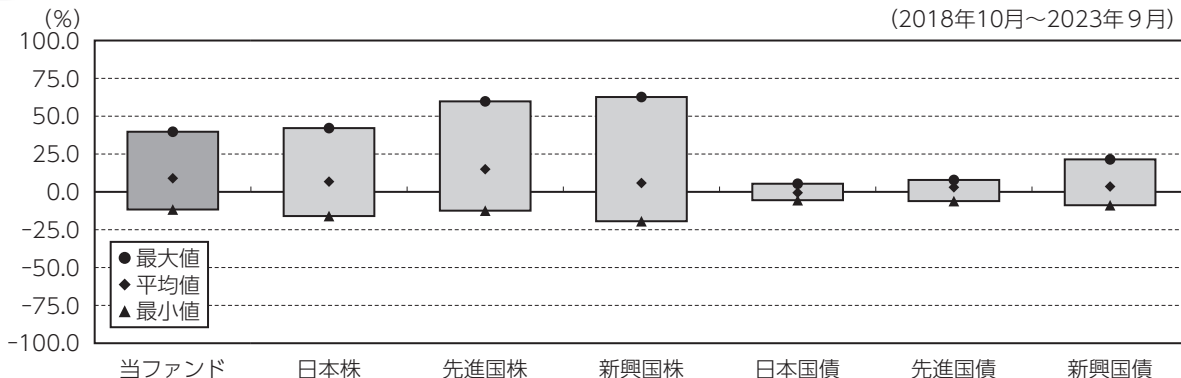 (%)
(2018年10月～2023年9月)
100.0
75.0
50.0
25.0
0.0
-25.0
-50.0
-75.0
-100.0
●最大値
◆平均値
▲最小値
当ファンド 日本株 先進国株 新興国株 日本国債 先進国債 新興国債